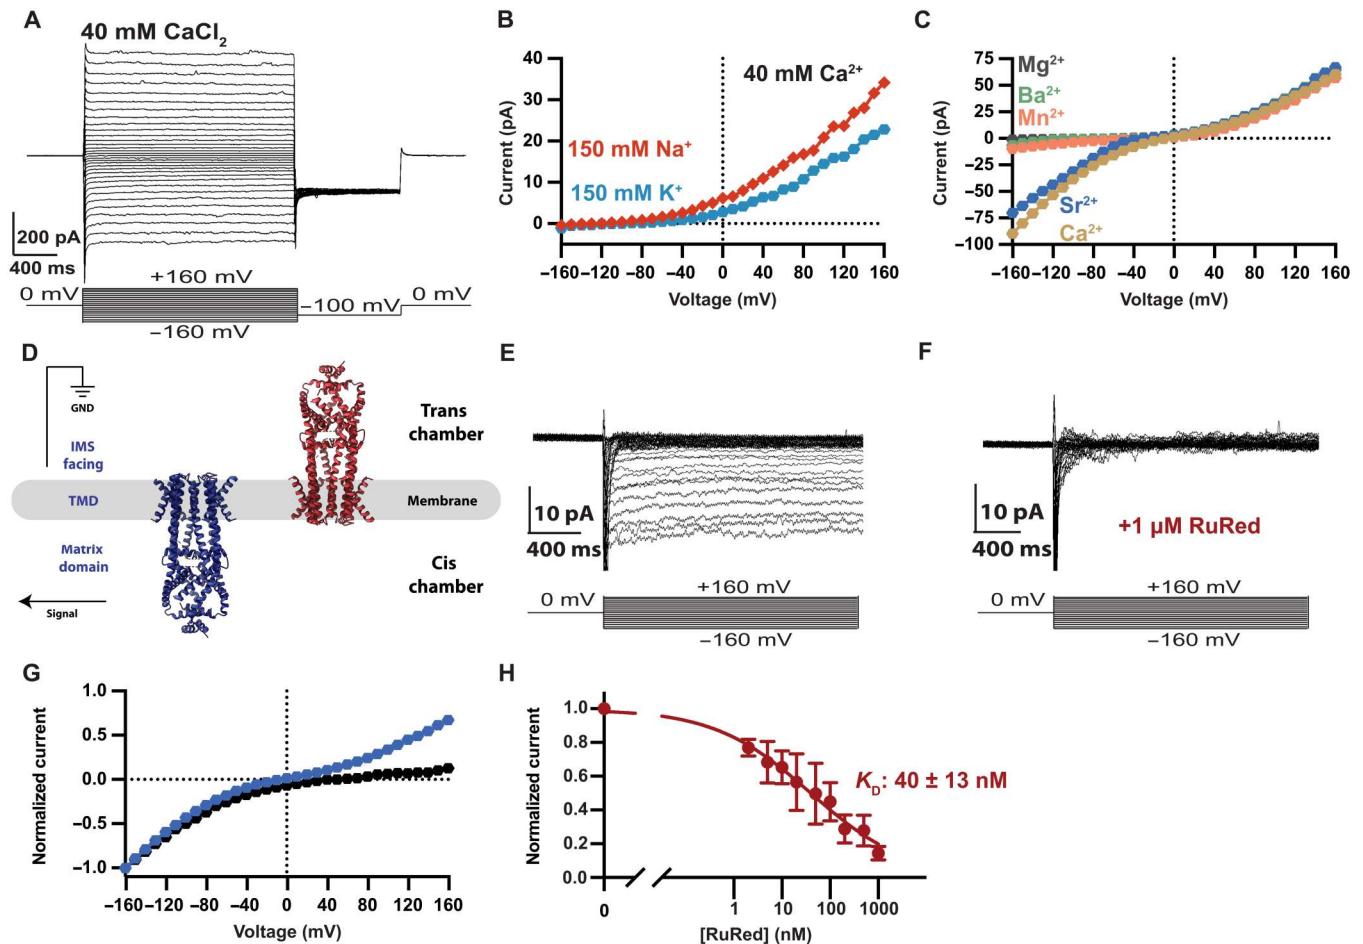 A
40 mM CaCl2
200 pA
400 ms
+160 mV
0 mV
−100 mV
0 mV
−160 mV
B
40
30
20
10
0
Current (pA)
40 mM Ca2+
150 mM Na+
150 mM K+
−160 −120 −80 −40 0 40 80 120 160
Voltage (mV)
C
75
50
25
0
−25
−50
−75
−100
Current (pA)
Mg2+
Ba2+
Mn2+
Sr2+
Ca2+
−160 −120 −80 −40 0 40 80 120 160
Voltage (mV)
D
GND
IMS
facing
TMD
Matrix
domain
Signal
Trans
chamber
Membrane
Cis
chamber
E
10 pA
400 ms
+160 mV
0 mV
−160 mV
F
10 pA
400 ms
+1 µM RuRed
+160 mV
0 mV
−160 mV
G
1.0
0.5
0.0
−0.5
−1.0
Normalized current
−160 −120 −80 −40 0 40 80 120 160
Voltage (mV)
H
1.0
0.8
0.6
0.4
0.2
0.0
Normalized current
KD: 40 ± 13 nM
0 1 10 100 1000
[RuRed] (nM)